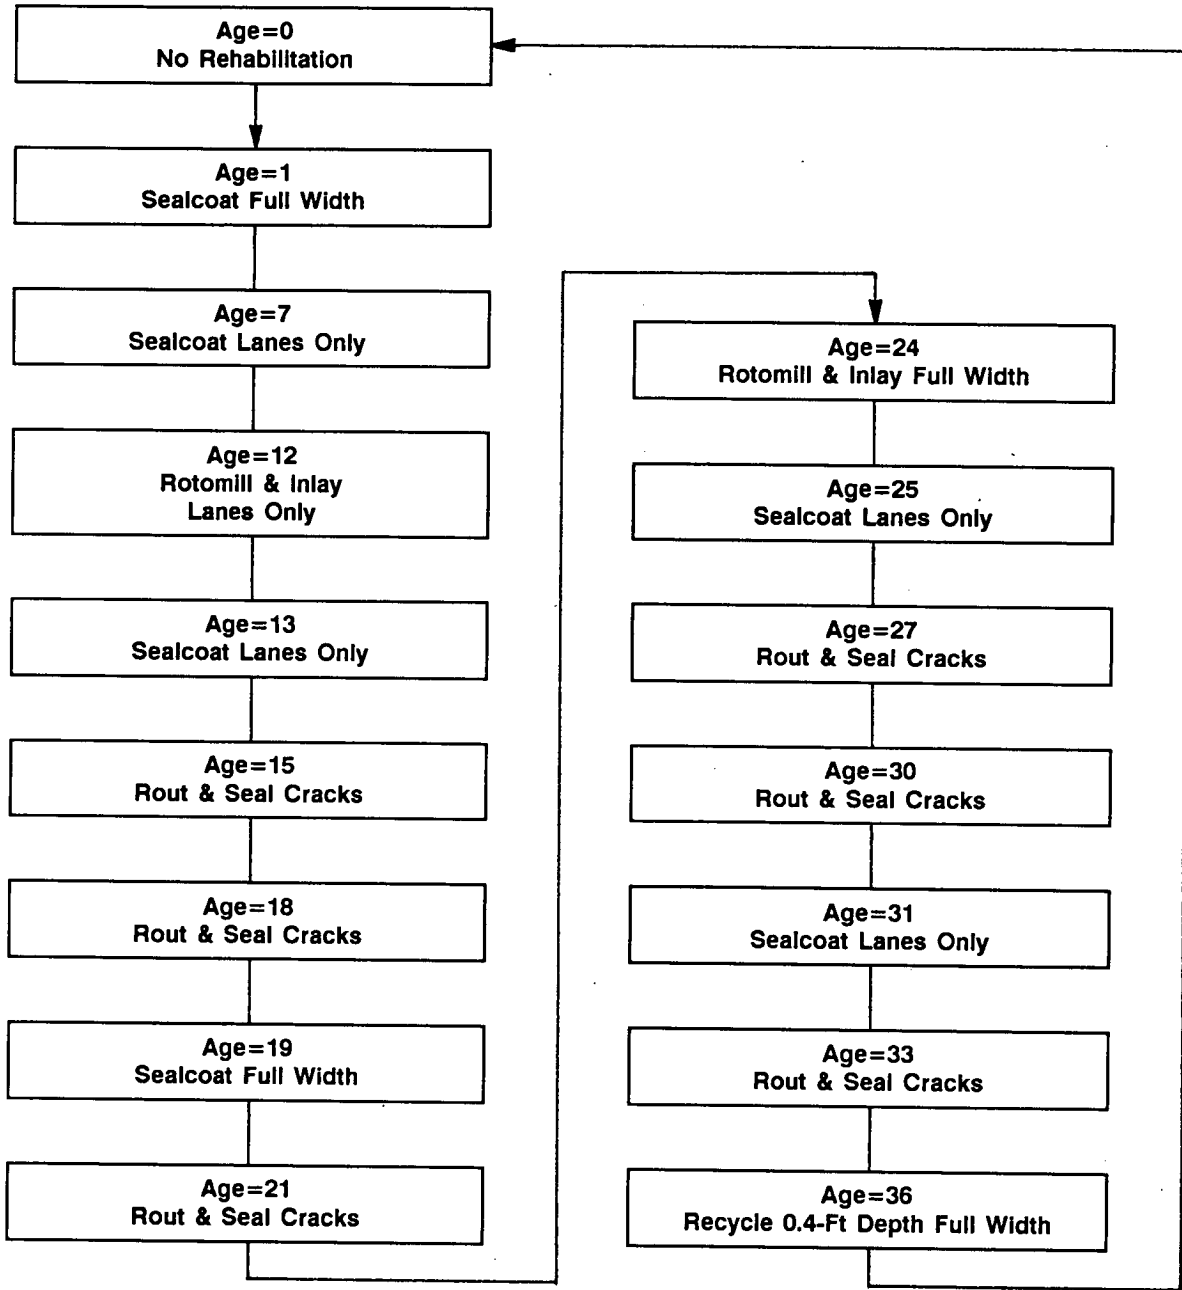 Age=0
No Rehabilitation
Age=1
Sealcoat Full Width
Age=7
Sealcoat Lanes Only
Age=12
Rotomill & Inlay
Lanes Only
Age=13
Sealcoat Lanes Only
Age=15
Rout & Seal Cracks
Age=18
Rout & Seal Cracks
Age=19
Sealcoat Full Width
Age=21
Rout & Seal Cracks
Age=24
Rotomill & Inlay Full Width
Age=25
Sealcoat Lanes Only
Age=27
Rout & Seal Cracks
Age=30
Rout & Seal Cracks
Age=31
Sealcoat Lanes Only
Age=33
Rout & Seal Cracks
Age=36
Recycle 0.4-Ft Depth Full Width